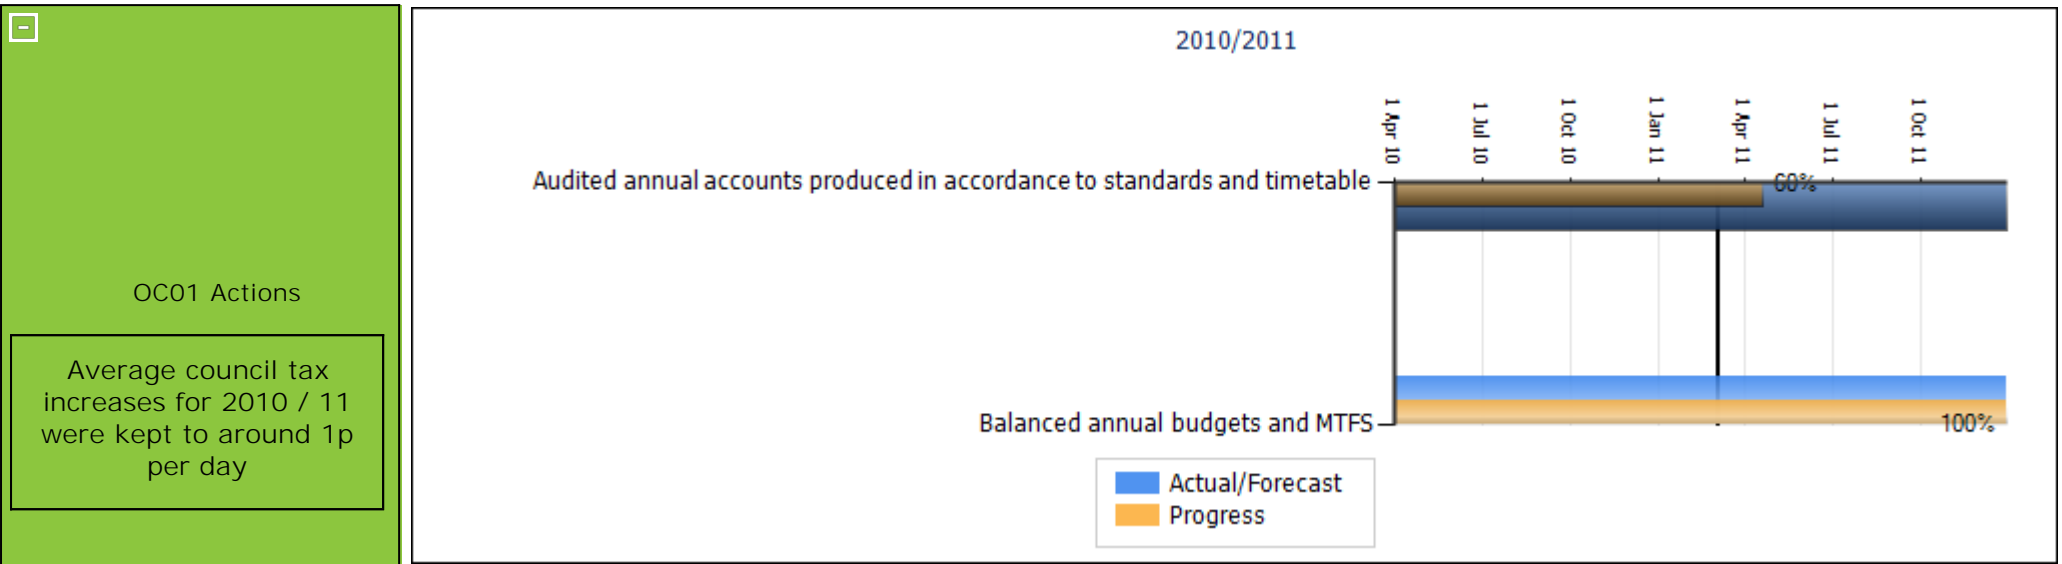 -
OC01 Actions
Average council tax
increases for 2010 / 11
were kept to around 1p
per day
2010/2011
1 Apr 10
1 Jul 10
1 Oct 10
1 Jan 11
1 Apr 11
1 Jul 11
1 Oct 11
Audited annual accounts produced in accordance to standards and timetable
60%
Balanced annual budgets and MTFS
100%
Actual/Forecast
Progress